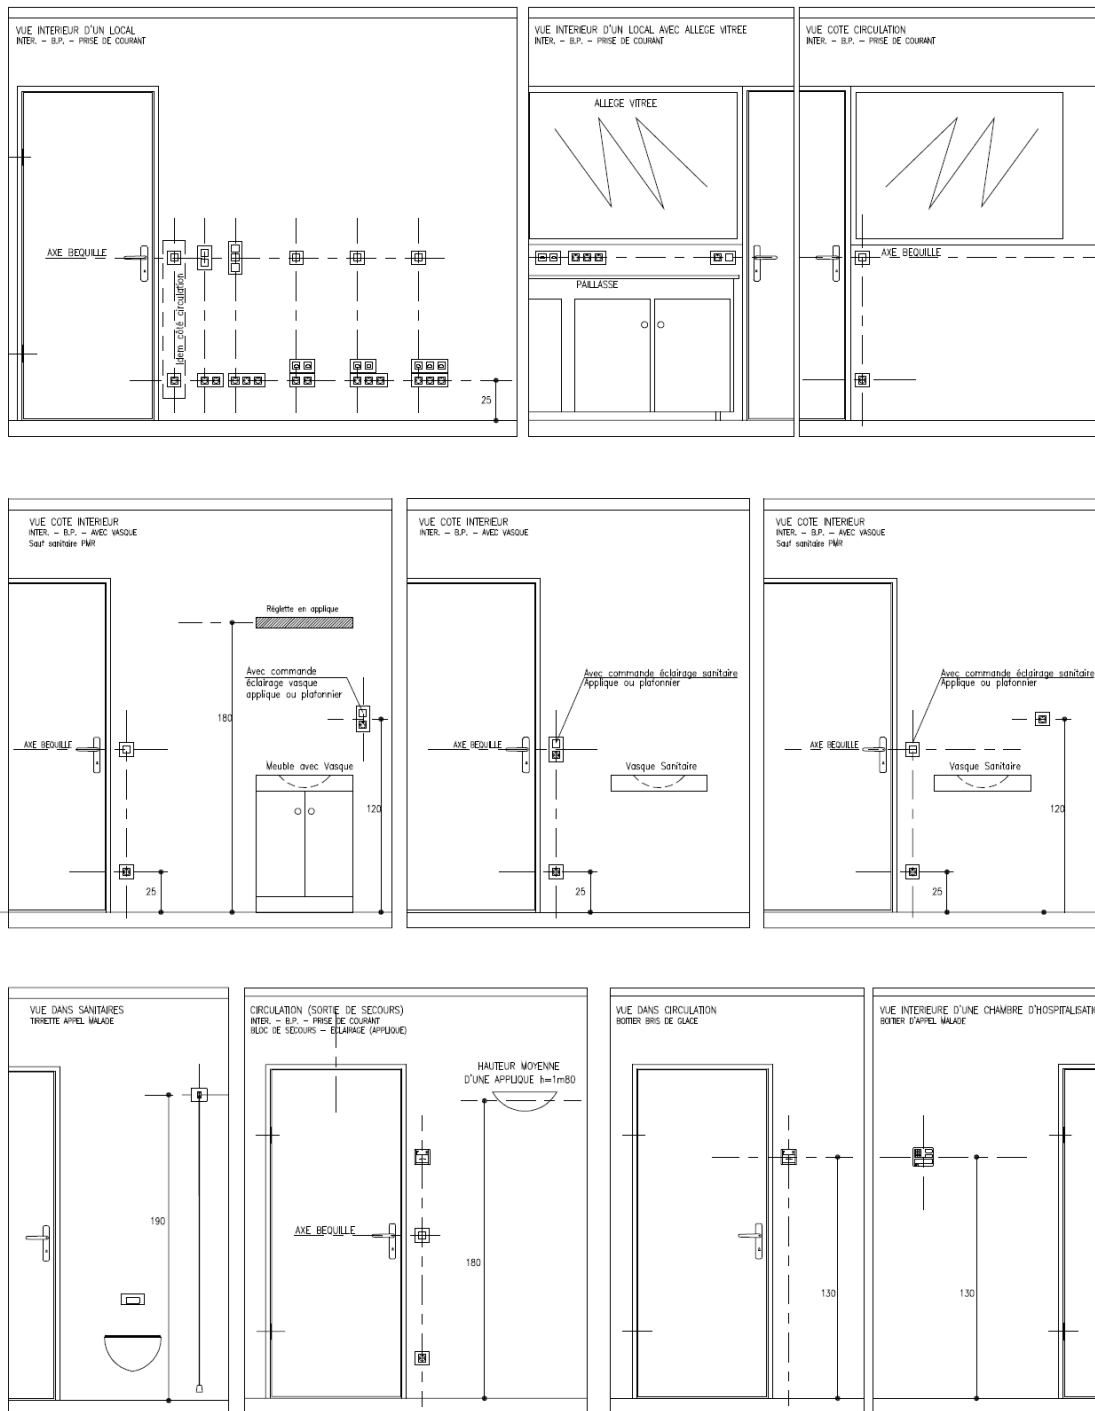 VUE INTERIEUR D'UN LOCAL
INTER. – B.P. – PRISE DE COURANT
AXE BEQUILLE
Idem côté circulation
25
VUE INTERIEUR D'UN LOCAL AVEC ALLEGE VITREE
INTER. – B.P. – PRISE DE COURANT
ALLEGE VITREE
PAILLASSE
VUE COTE CIRCULATION
INTER. – B.P. – PRISE DE COURANT
AXE BEQUILLE
VUE COTE INTERIEUR
INTER. – B.P. – AVEC VASQUE
Sauf sanitaire PMR
Réglette en applique
Avec commande
éclairage vasque
applique ou plafonnier
180
AXE BEQUILLE
Meuble avec Vasque
120
25
VUE COTE INTERIEUR
INTER. – B.P. – AVEC VASQUE
Avec commande éclairage sanitaire
Applique ou plafonnier
AXE BEQUILLE
Vasque Sanitaire
25
VUE COTE INTERIEUR
INTER. – B.P. – AVEC VASQUE
Sauf sanitaire PMR
Avec commande éclairage sanitaire
Applique ou plafonnier
AXE BEQUILLE
Vasque Sanitaire
120
25
VUE DANS SANITAIRES
TIRRETTE APPEL MALADE
190
CIRCULATION (SORTIE DE SECOURS)
INTER. – B.P. – PRISE DE COURANT
BLOC DE SECOURS – ECLAIRAGE (APPLIQUE)
HAUTEUR MOYENNE
D'UNE APPLIQUE h=1m80
AXE BEQUILLE
180
VUE DANS CIRCULATION
BOITIER BRIS DE GLACE
130
VUE INTERIEURE D'UNE CHAMBRE D'HOSPITALISATI
BOITIER D'APPEL MALADE
130